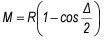 M = R(1 - cos Δ/2)